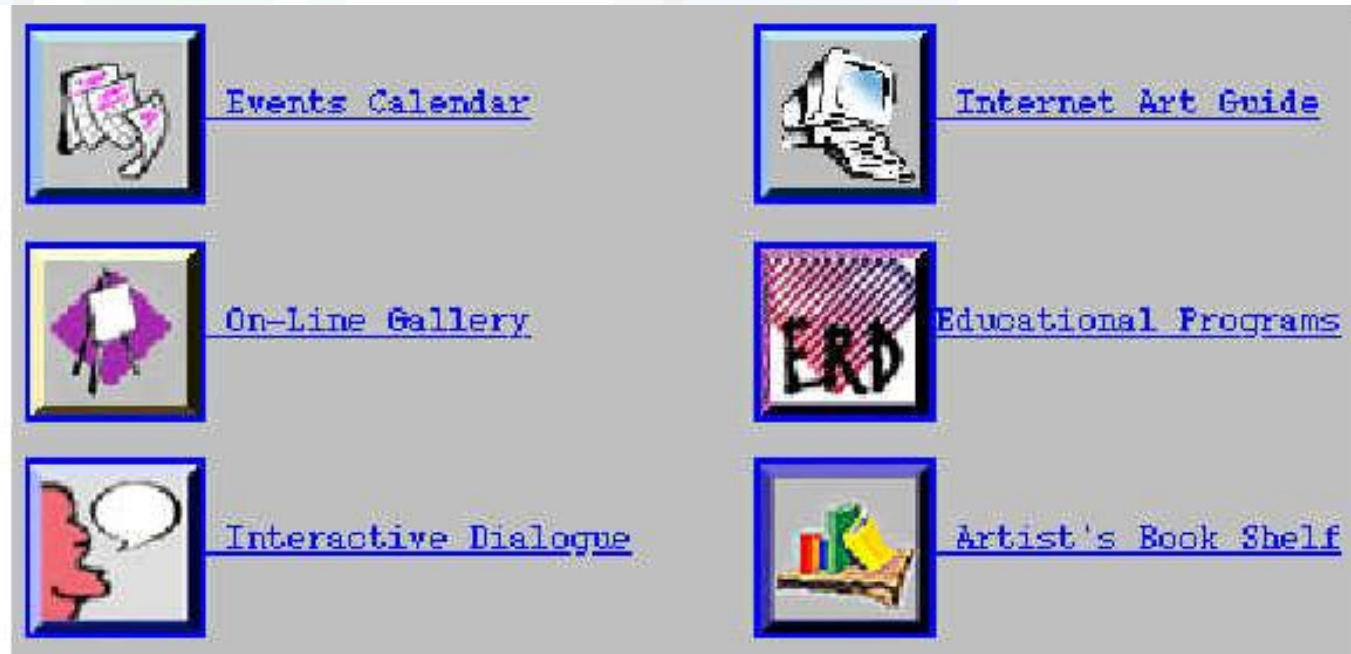 Events Calendar
Internet Art Guide
On-Line Gallery
ERD
Educational Programs
Interactive Dialogue
Artist's Book Shelf